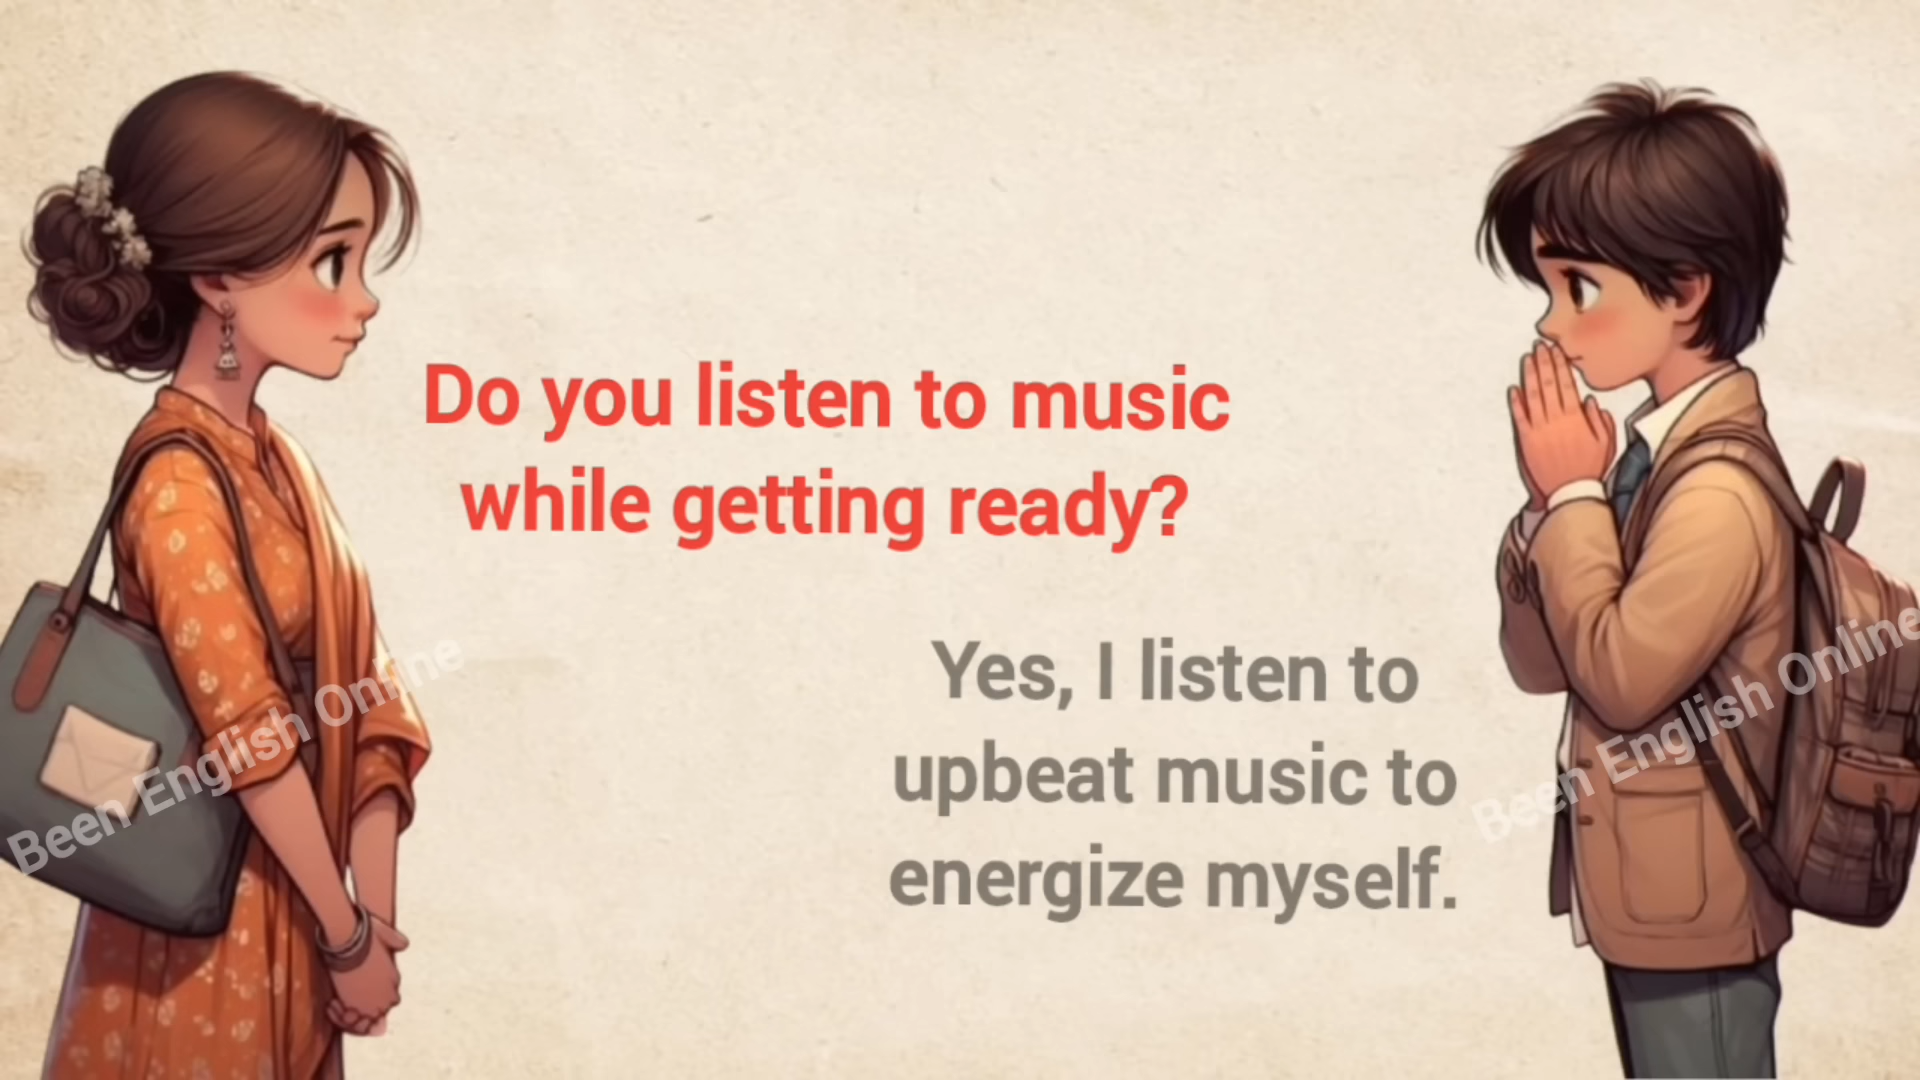 Do you listen to music
while getting ready?
Yes, I listen to
upbeat music to
energize myself.
Been English Online
Been English Online